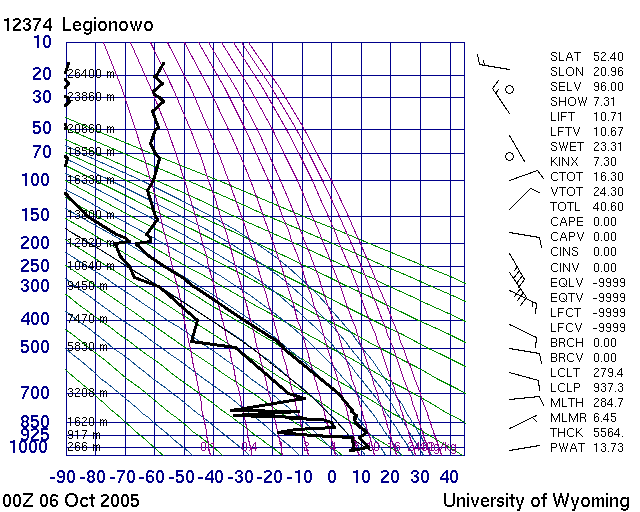 12374 Legionowo
10
20 26400 m
30 23860 m
50 20660 m
70 18560 m
100 16330 m
150
200
250 10640 m
300 9450 m
400 7470 m
500 5830 m
700 3208 m
850 1620 m
925 917 m
1000 266 m
-90 -80 -70 -60 -50 -40 -30 -20 -10 0 10 20 30 40
00Z 06 Oct 2005
University of Wyoming
SLAT 52.40
SLON 20.96
SELV 96.00
SHOW 7.31
LIFT 10.71
LFTV 10.67
SWET 23.31
KINX 7.30
CTOT 16.30
VTOT 24.30
TOTL 40.60
CAPE 0.00
CAPV 0.00
CINS 0.00
CINV 0.00
EQLV -9999
EQTV -9999
LFCT -9999
LFCV -9999
BRCH 0.00
BRCV 0.00
LCLT 279.4
LCLP 937.3
MLTH 284.7
MLMR 6.45
THCK 5564.
PWAT 13.73